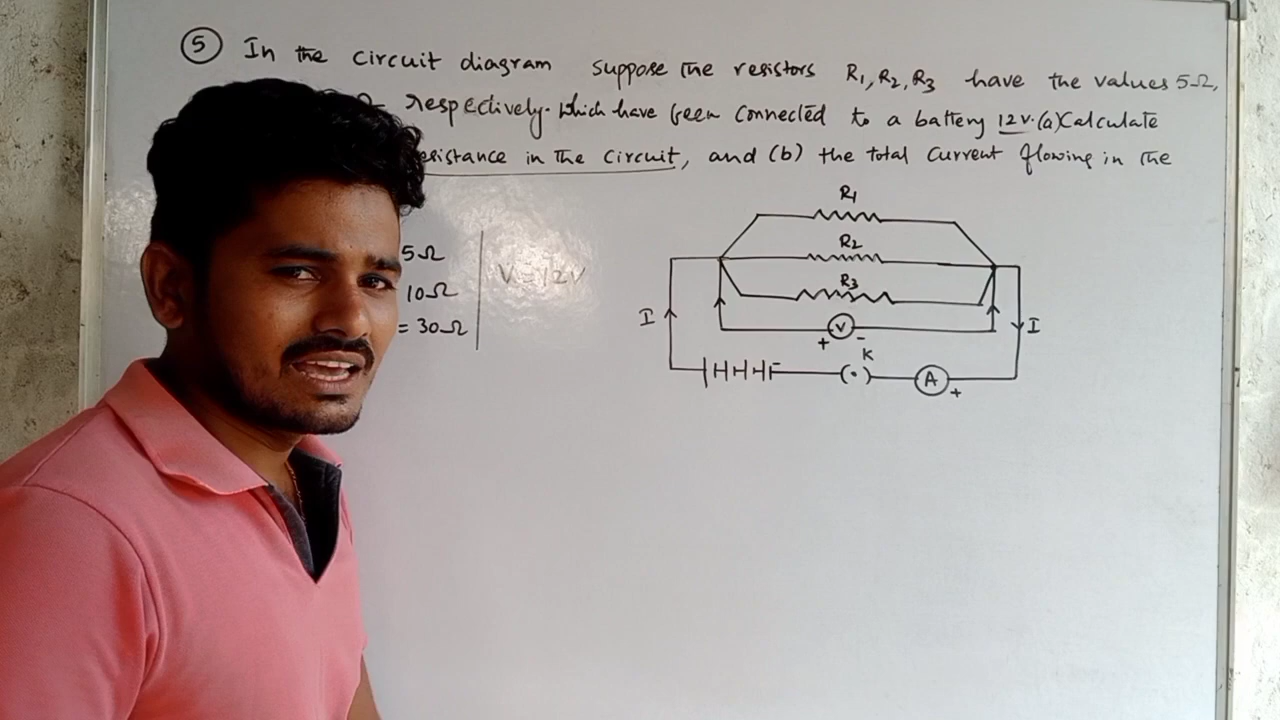 5 In the circuit diagram suppose the resistors R1, R2, R3 have the values 5Ω,
respectively. which have been connected to a battery 12V. (a) Calculate
esistance in the circuit, and (b) the total current flowing in the
5Ω
10Ω
= 30Ω
V = 12V
R1
R2
R3
I
V
+ -
I
K
A
+